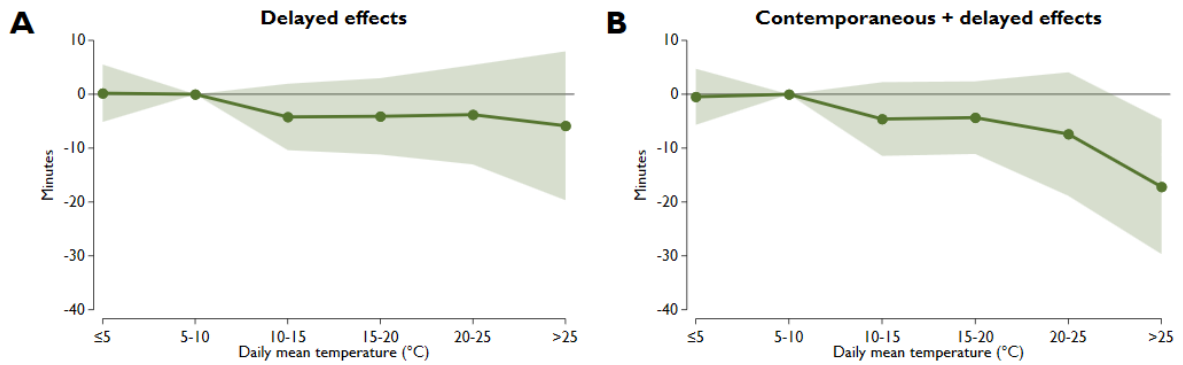 A
Delayed effects
Minutes
10
0
-10
-20
-30
-40
≤5 5-10 10-15 15-20 20-25 >25
Daily mean temperature (°C)
B
Contemporaneous + delayed effects
Minutes
10
0
-10
-20
-30
-40
≤5 5-10 10-15 15-20 20-25 >25
Daily mean temperature (°C)